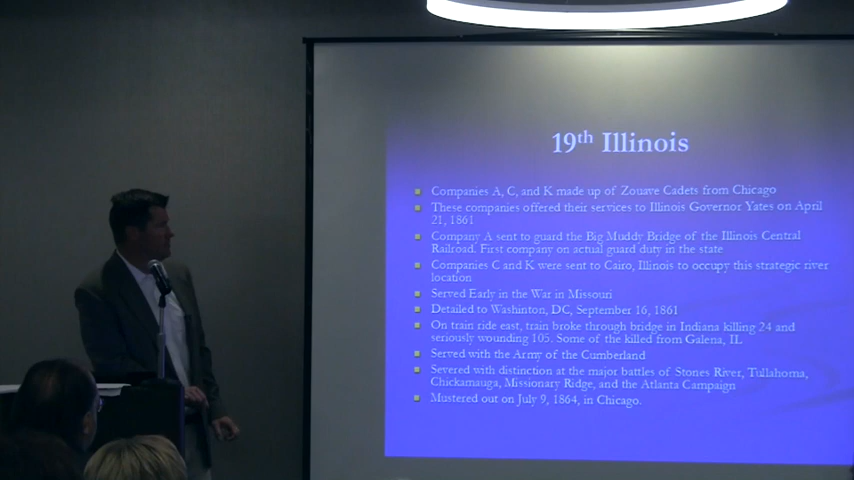 19th Illinois
Companies A, C, and K made up of Zouave Cadets from Chicago
These companies offered their services to Illinois Governor Yates on April
21, 1861
Company A sent to guard the Big Muddy Bridge of the Illinois Central
Railroad. First company on actual guard duty in the state
Companies C and K were sent to Cairo, Illinois to occupy this strategic river
location
Served Early in the War in Missouri
Detailed to Washinton, DC, September 16, 1861
On train ride east, train broke through bridge in Indiana killing 24 and
seriously wounding 105. Some of the killed from Galena, IL
Served with the Army of the Cumberland
Severed with distinction at the major battles of Stones River, Tullahoma,
Chickamauga, Missionary Ridge, and the Atlanta Campaign
Mustered out on July 9, 1864, in Chicago.